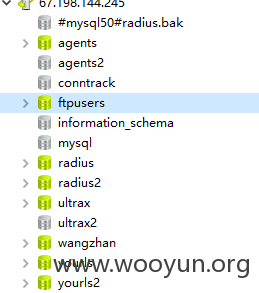 67.198.144.245
#mysql50#radius.bak
agents
agents2
conntrack
ftpusers
information_schema
mysql
radius
radius2
ultrax
ultrax2
wangzhan
yourls
www.wooyun.org
yourls2